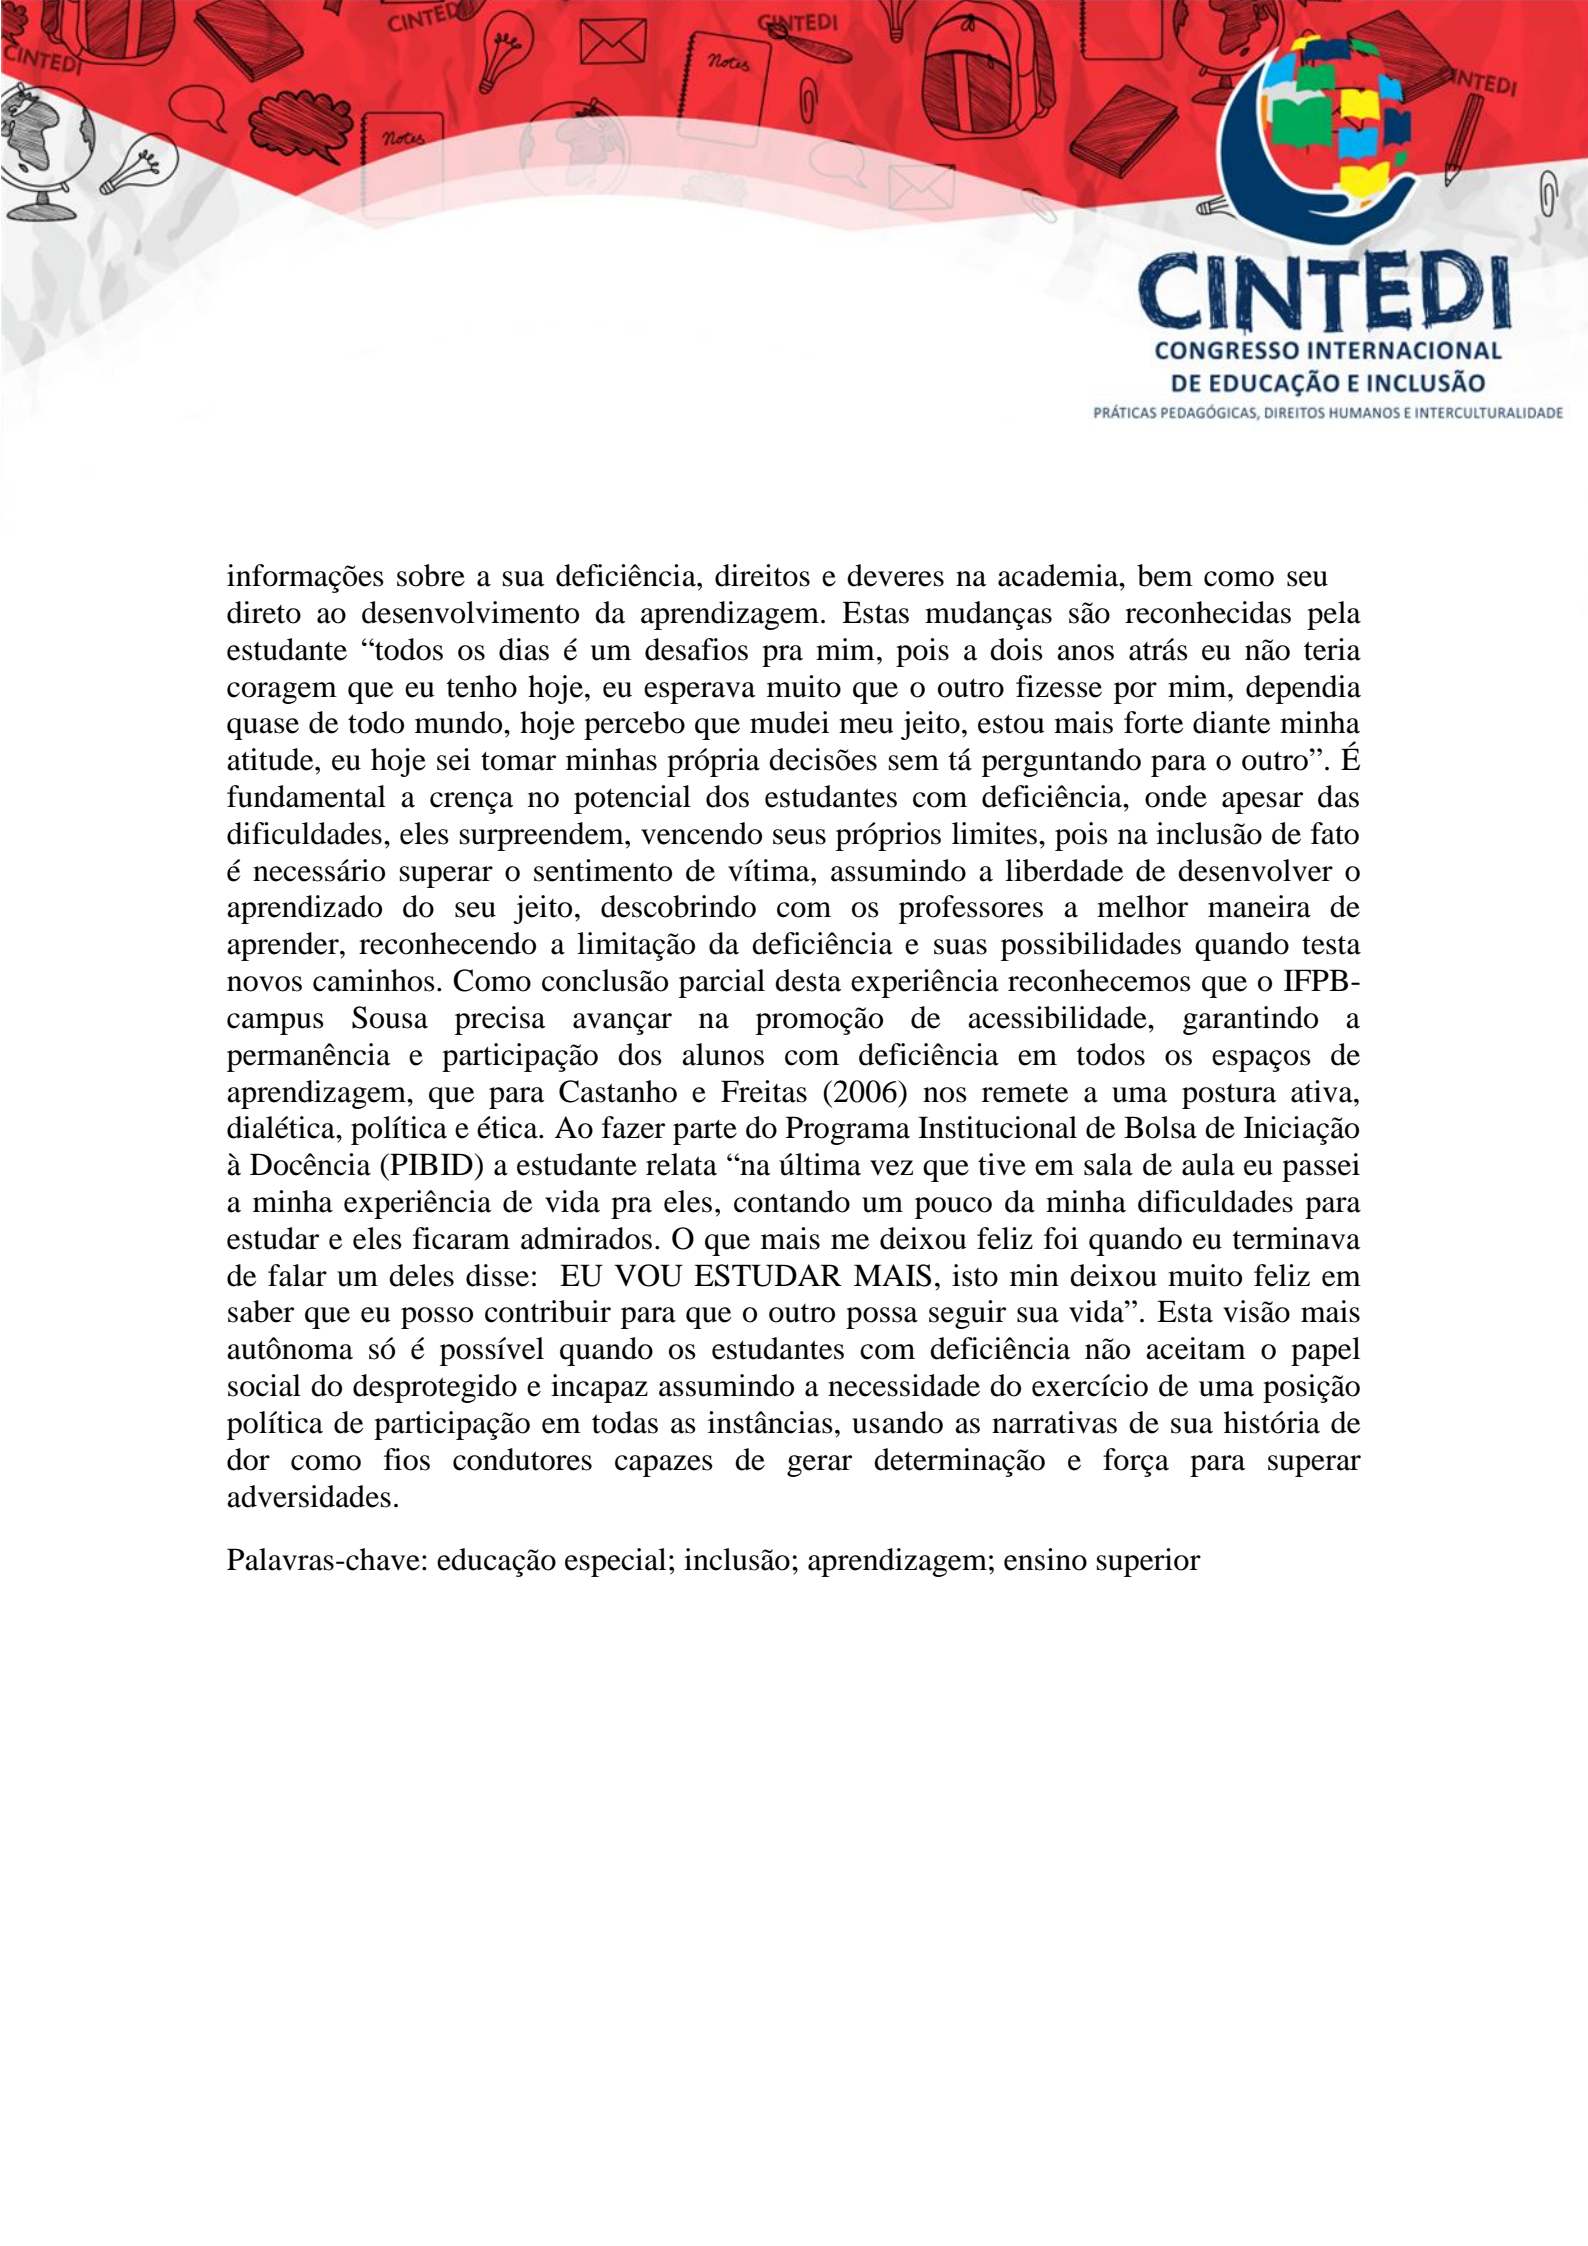 CINTEDI
CINTEDI
CINTEDI
Notes
INTEDI
Notes
CINTEDI
CONGRESSO INTERNACIONAL
DE EDUCAÇÃO E INCLUSÃO
PRÁTICAS PEDAGÓGICAS, DIREITOS HUMANOS E INTERCULTURALIDADE
informações sobre a sua deficiência, direitos e deveres na academia, bem como seu
direto ao desenvolvimento da aprendizagem. Estas mudanças são reconhecidas pela
estudante “todos os dias é um desafios pra mim, pois a dois anos atrás eu não teria
coragem que eu tenho hoje, eu esperava muito que o outro fizesse por mim, dependia
quase de todo mundo, hoje percebo que mudei meu jeito, estou mais forte diante minha
atitude, eu hoje sei tomar minhas própria decisões sem tá perguntando para o outro”. É
fundamental a crença no potencial dos estudantes com deficiência, onde apesar das
dificuldades, eles surpreendem, vencendo seus próprios limites, pois na inclusão de fato
é necessário superar o sentimento de vítima, assumindo a liberdade de desenvolver o
aprendizado do seu jeito, descobrindo com os professores a melhor maneira de
aprender, reconhecendo a limitação da deficiência e suas possibilidades quando testa
novos caminhos. Como conclusão parcial desta experiência reconhecemos que o IFPB-
campus Sousa precisa avançar na promoção de acessibilidade, garantindo a
permanência e participação dos alunos com deficiência em todos os espaços de
aprendizagem, que para Castanho e Freitas (2006) nos remete a uma postura ativa,
dialética, política e ética. Ao fazer parte do Programa Institucional de Bolsa de Iniciação
à Docência (PIBID) a estudante relata “na última vez que tive em sala de aula eu passei
a minha experiência de vida pra eles, contando um pouco da minha dificuldades para
estudar e eles ficaram admirados. O que mais me deixou feliz foi quando eu terminava
de falar um deles disse:  EU VOU ESTUDAR MAIS, isto min deixou muito feliz em
saber que eu posso contribuir para que o outro possa seguir sua vida”. Esta visão mais
autônoma só é possível quando os estudantes com deficiência não aceitam o papel
social do desprotegido e incapaz assumindo a necessidade do exercício de uma posição
política de participação em todas as instâncias, usando as narrativas de sua história de
dor como fios condutores capazes de gerar determinação e força para superar
adversidades.
Palavras-chave: educação especial; inclusão; aprendizagem; ensino superior